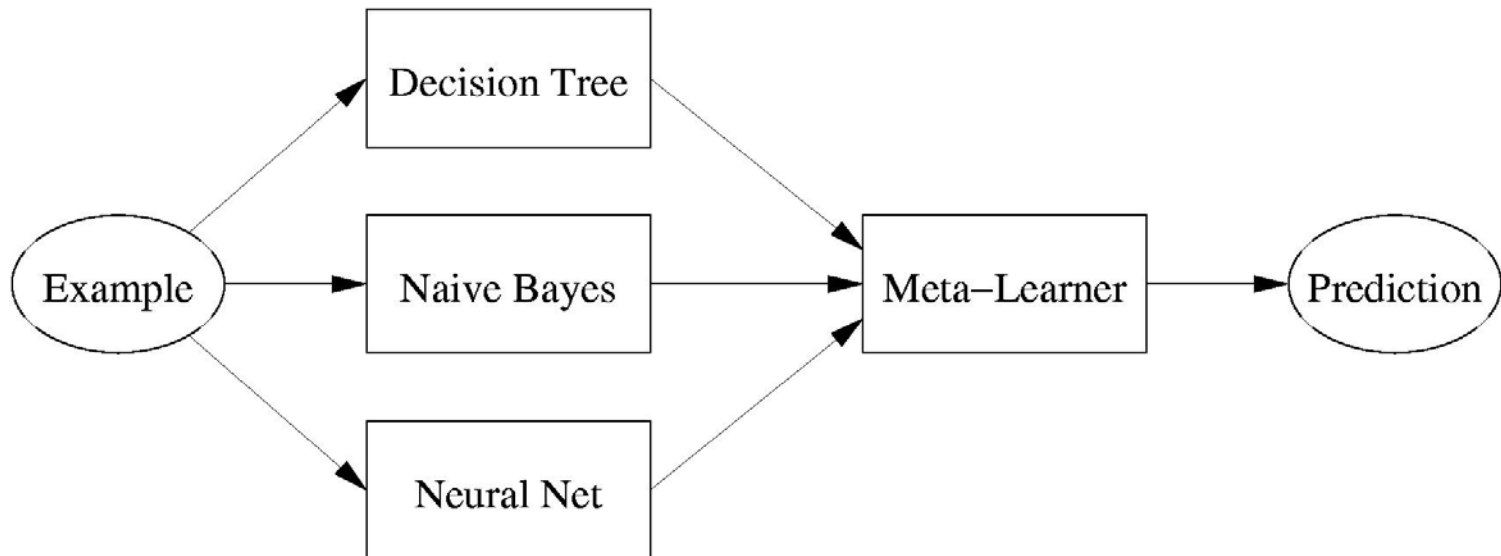 Decision Tree
Example
Naive Bayes
Meta−Learner
Prediction
Neural Net